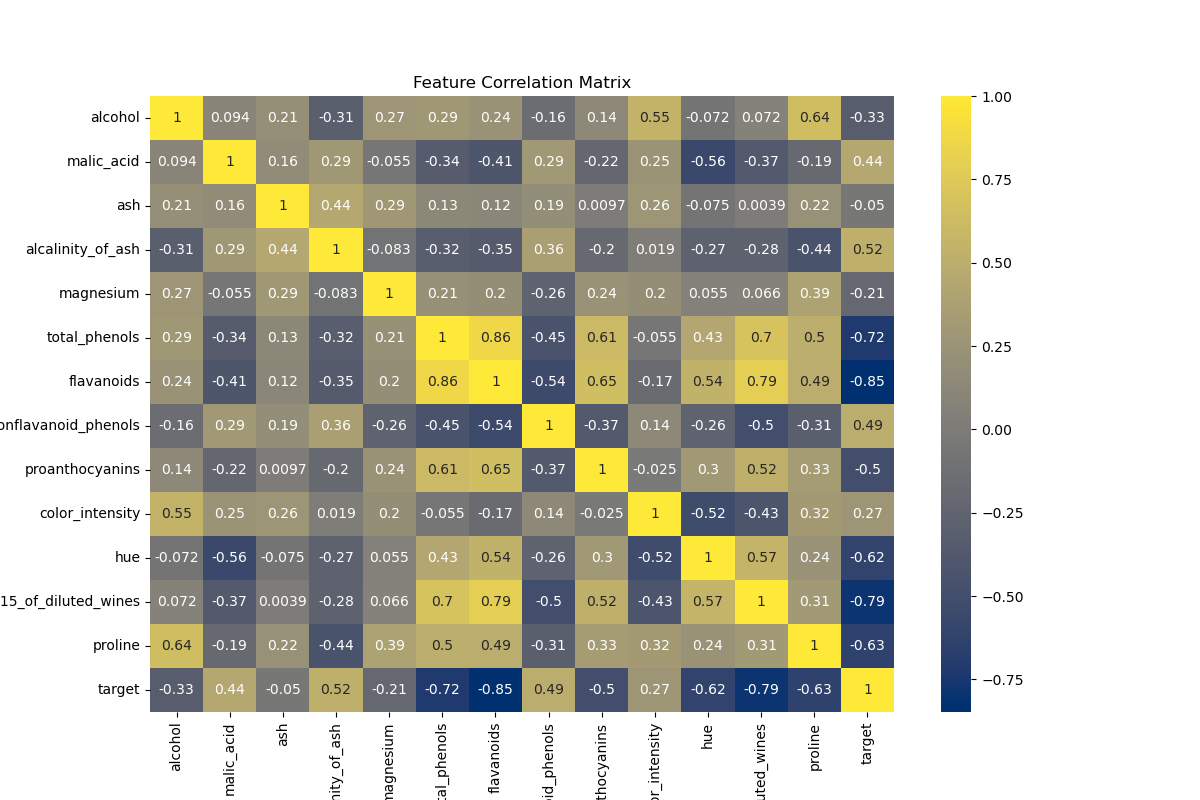 Feature Correlation Matrix
alcohol 1 0.094 0.21 -0.31 0.27 0.29 0.24 -0.16 0.14 0.55 -0.072 0.072 0.64 -0.33
malic_acid 0.094 1 0.16 0.29 -0.055 -0.34 -0.41 0.29 -0.22 0.25 -0.56 -0.37 -0.19 0.44
ash 0.21 0.16 1 0.44 0.29 0.13 0.12 0.19 0.0097 0.26 -0.075 0.0039 0.22 -0.05
alcalinity_of_ash -0.31 0.29 0.44 1 -0.083 -0.32 -0.35 0.36 -0.2 0.019 -0.27 -0.28 -0.44 0.52
magnesium 0.27 -0.055 0.29 -0.083 1 0.21 0.2 -0.26 0.24 0.2 0.055 0.066 0.39 -0.21
total_phenols 0.29 -0.34 0.13 -0.32 0.21 1 0.86 -0.45 0.61 -0.055 0.43 0.7 0.5 -0.72
flavanoids 0.24 -0.41 0.12 -0.35 0.2 0.86 1 -0.54 0.65 -0.17 0.54 0.79 0.49 -0.85
onflavanoid_phenols -0.16 0.29 0.19 0.36 -0.26 -0.45 -0.54 1 -0.37 0.14 -0.26 -0.5 -0.31 0.49
proanthocyanins 0.14 -0.22 0.0097 -0.2 0.24 0.61 0.65 -0.37 1 -0.025 0.3 0.52 0.33 -0.5
color_intensity 0.55 0.25 0.26 0.019 0.2 -0.055 -0.17 0.14 -0.025 1 -0.52 -0.43 0.32 0.27
hue -0.072 -0.56 -0.075 -0.27 0.055 0.43 0.54 -0.26 0.3 -0.52 1 0.57 0.24 -0.62
15_of_diluted_wines 0.072 -0.37 0.0039 -0.28 0.066 0.7 0.79 -0.5 0.52 -0.43 0.57 1 0.31 -0.79
proline 0.64 -0.19 0.22 -0.44 0.39 0.5 0.49 -0.31 0.33 0.32 0.24 0.31 1 -0.63
target -0.33 0.44 -0.05 0.52 -0.21 -0.72 -0.85 0.49 -0.5 0.27 -0.62 -0.79 -0.63 1
alcohol
malic_acid
ash
nity_of_ash
magnesium
tal_phenols
flavanoids
oid_phenols
thocyanins
or_intensity
hue
uted_wines
proline
target
1.00
0.75
0.50
0.25
0.00
−0.25
−0.50
−0.75